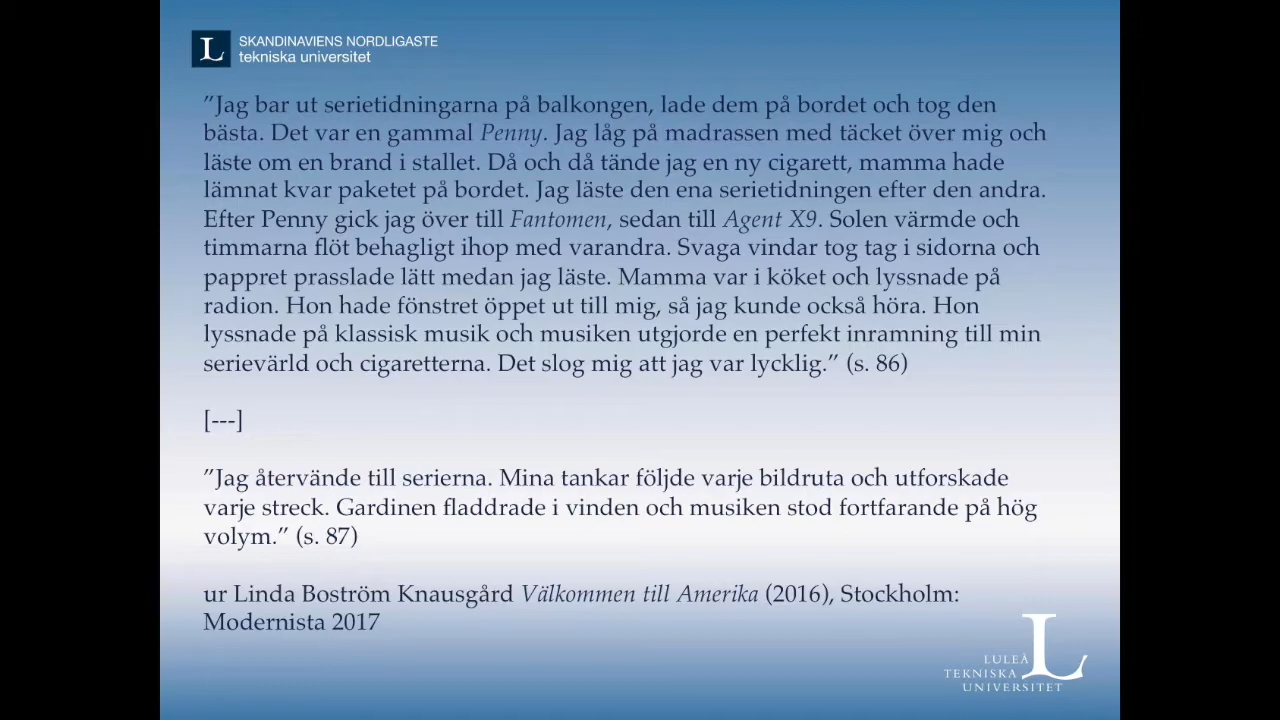 L
SKANDINAVIENS NORDLIGASTE
tekniska universitet
”Jag bar ut serietidningarna på balkongen, lade dem på bordet och tog den
bästa. Det var en gammal Penny. Jag låg på madrassen med täcket över mig och
läste om en brand i stallet. Då och då tände jag en ny cigarett, mamma hade
lämnat kvar paketet på bordet. Jag läste den ena serietidningen efter den andra.
Efter Penny gick jag över till Fantomen, sedan till Agent X9. Solen värmde och
timmarna flöt behagligt ihop med varandra. Svaga vindar tog tag i sidorna och
pappret prasslade lätt medan jag läste. Mamma var i köket och lyssnade på
radion. Hon hade fönstret öppet ut till mig, så jag kunde också höra. Hon
lyssnade på klassisk musik och musiken utgjorde en perfekt inramning till min
serievärld och cigaretterna. Det slog mig att jag var lycklig.” (s. 86)
[---]
”Jag återvände till serierna. Mina tankar följde varje bildruta och utforskade
varje streck. Gardinen fladdrade i vinden och musiken stod fortfarande på hög
volym.” (s. 87)
ur Linda Boström Knausgård Välkommen till Amerika (2016), Stockholm:
Modernista 2017
L
LULEÅ
TEKNISKA
UNIVERSITET